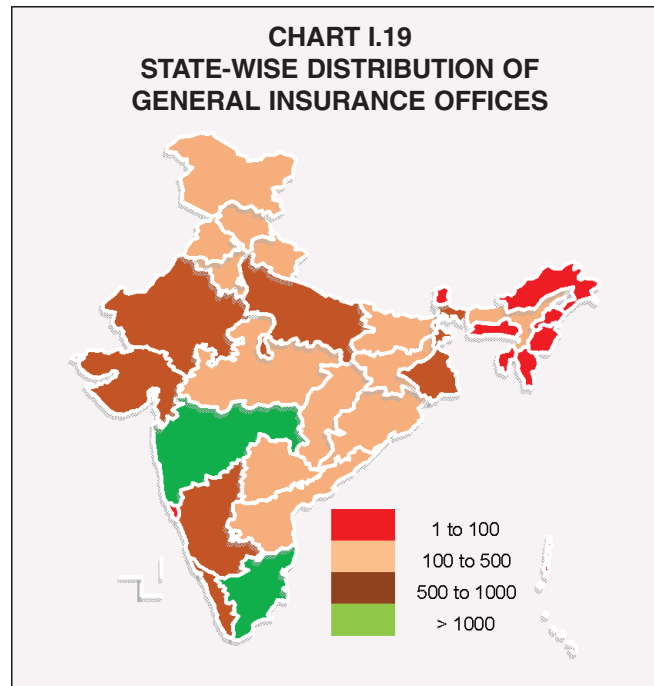 CHART I.19
STATE-WISE DISTRIBUTION OF
GENERAL INSURANCE OFFICES
1 to 100
100 to 500
500 to 1000
> 1000